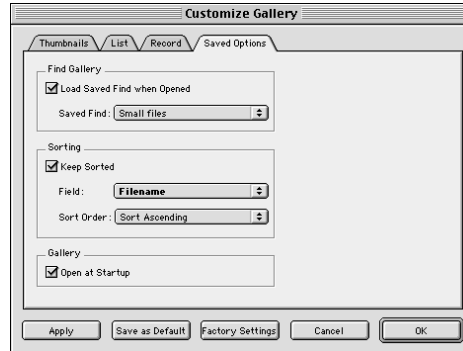 Customize Gallery
Thumbnails List Record Saved Options
Find Gallery
Load Saved Find when Opened
Saved Find: Small files
Sorting
Keep Sorted
Field: Filename
Sort Order: Sort Ascending
Gallery
Open at Startup
Apply Save as Default Factory Settings Cancel OK